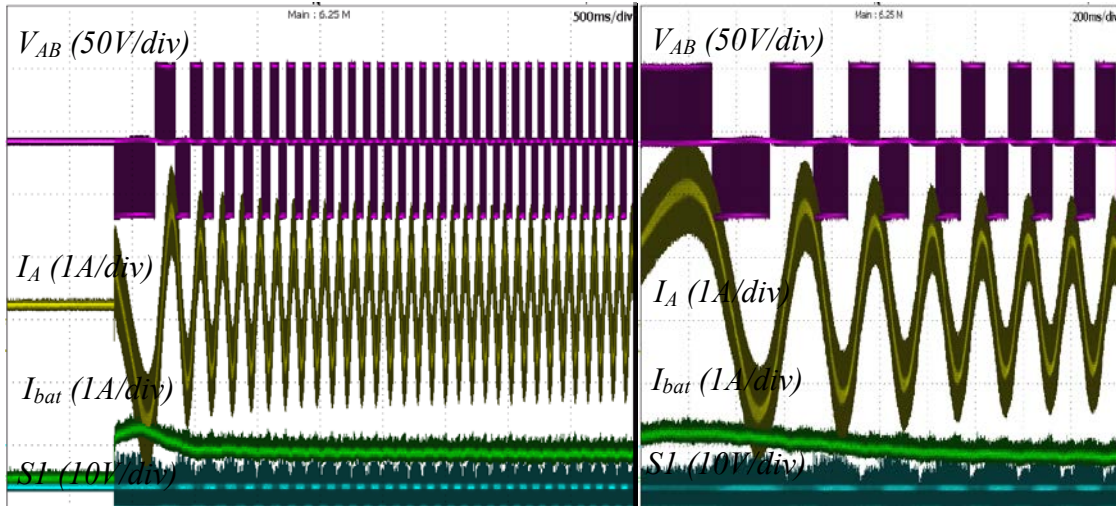 Main : 6.25 M
500ms/div
V_AB (50V/div)
I_A (1A/div)
I_bat (1A/div)
S1 (10V/div)
Main : 6.25 M
200ms/div
V_AB (50V/div)
I_A (1A/div)
I_bat (1A/div)
S1 (10V/div)